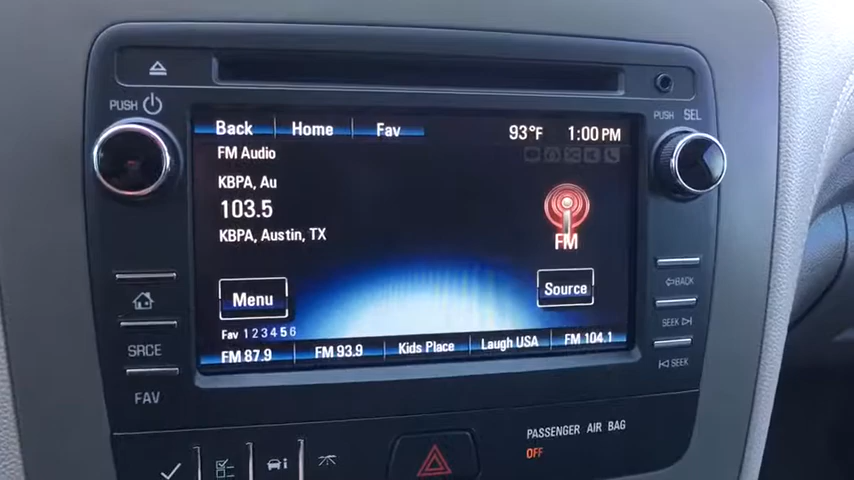 PUSH
PUSH SEL
Back Home Fav 93°F 1:00 PM
FM Audio
KBPA, Au
103.5
KBPA, Austin, TX
FM
Menu
Source
Fav 1 2 3 4 5 6
FM 87.9 FM 93.9 Kids Place Laugh USA FM 104.1
SRCE
FAV
BACK
SEEK
SEEK
PASSENGER AIR BAG
OFF